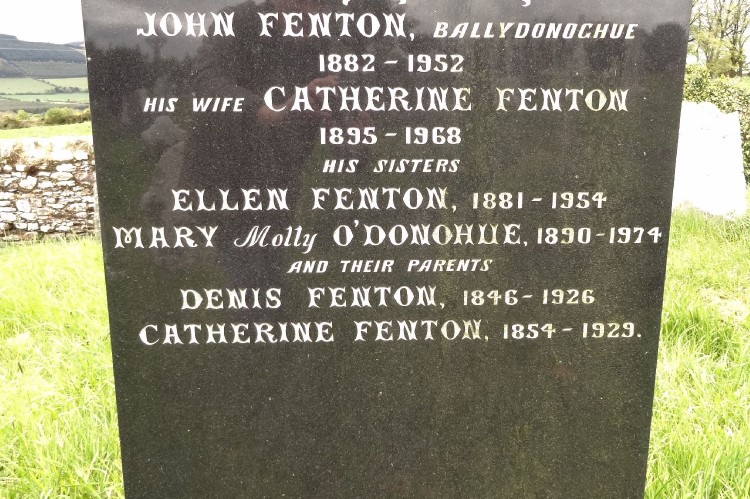 JOHN FENTON, BALLYDONOGHUE
1882 - 1952
HIS WIFE CATHERINE FENTON
1895 - 1968
HIS SISTERS
ELLEN FENTON, 1881 - 1954
MARY Molly O'DONOHUE, 1890 - 1974
AND THEIR PARENTS
DENIS FENTON, 1846 - 1926
CATHERINE FENTON, 1854 - 1929.